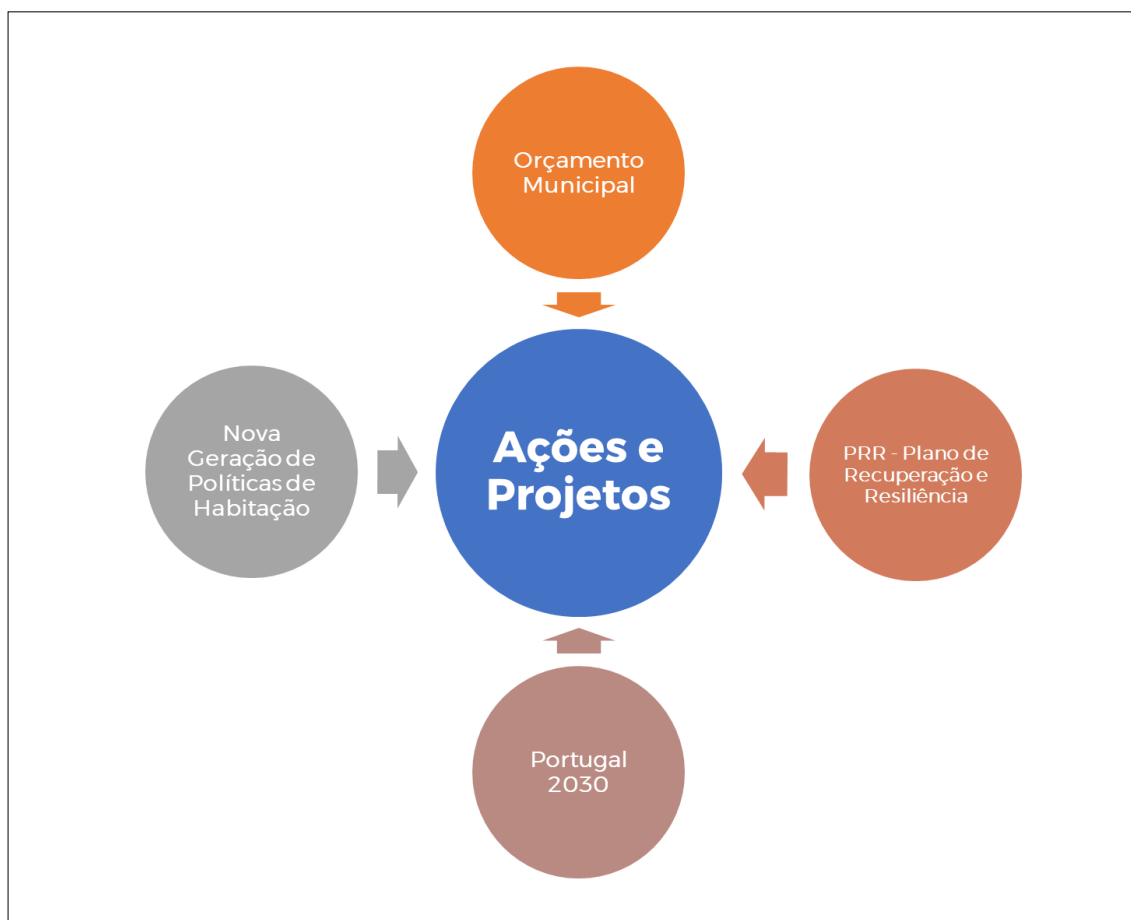 Orçamento
Municipal
Nova
Geração de
Políticas de
Habitação
Ações e
Projetos
PRR - Plano de
Recuperação e
Resiliência
Portugal
2030